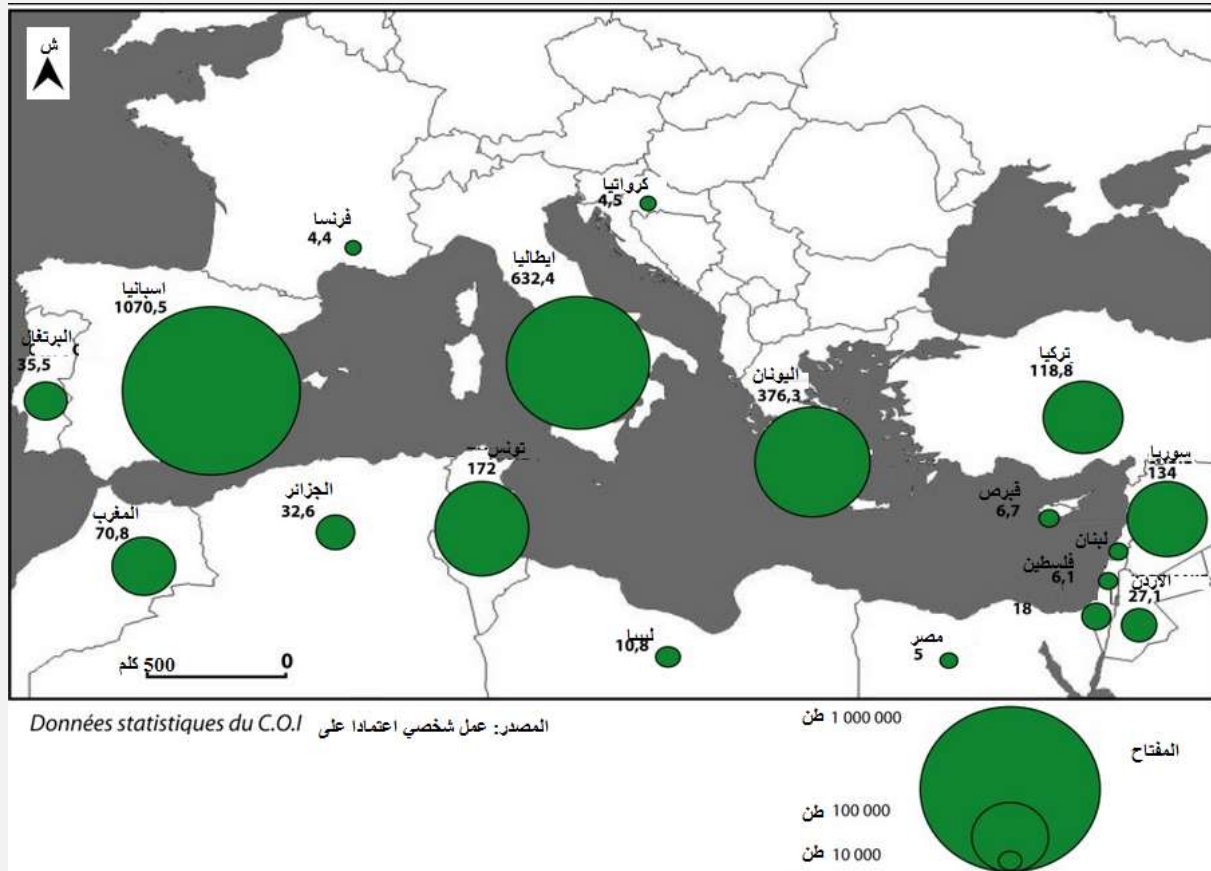 ش
كرواتيا
4,5
فرنسا
4,4
ايطاليا
632,4
اسبانيا
1070,5
البرتغال
35,5
اليونان
376,3
تركيا
118,8
تونس
172
سوريا
134
الجزائر
32,6
قبرص
6,7
المغرب
70,8
لبنان
فلسطين
6,1
الاردن
27,1
18
ليبيا
10,8
مصر
5
500 كلم
0
المصدر: عمل شخصي اعتمادا على Données statistiques du C.O.I
المفتاح
1 000 000 طن
100 000 طن
10 000 طن